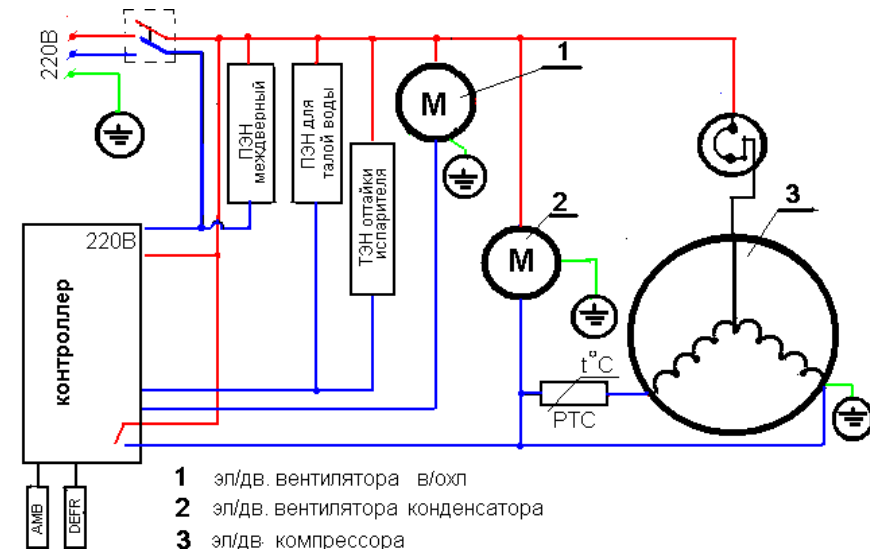 220В
ПЭН
междверный
ПЭН для
талой воды
ТЭН оттайки
испарителя
М
1
М
2
3
220В
контроллер
t°C
РТС
AMB
DEFR
1 эл/дв. вентилятора в/охл
2 эл/дв. вентилятора конденсатора
3 эл/дв. компрессора